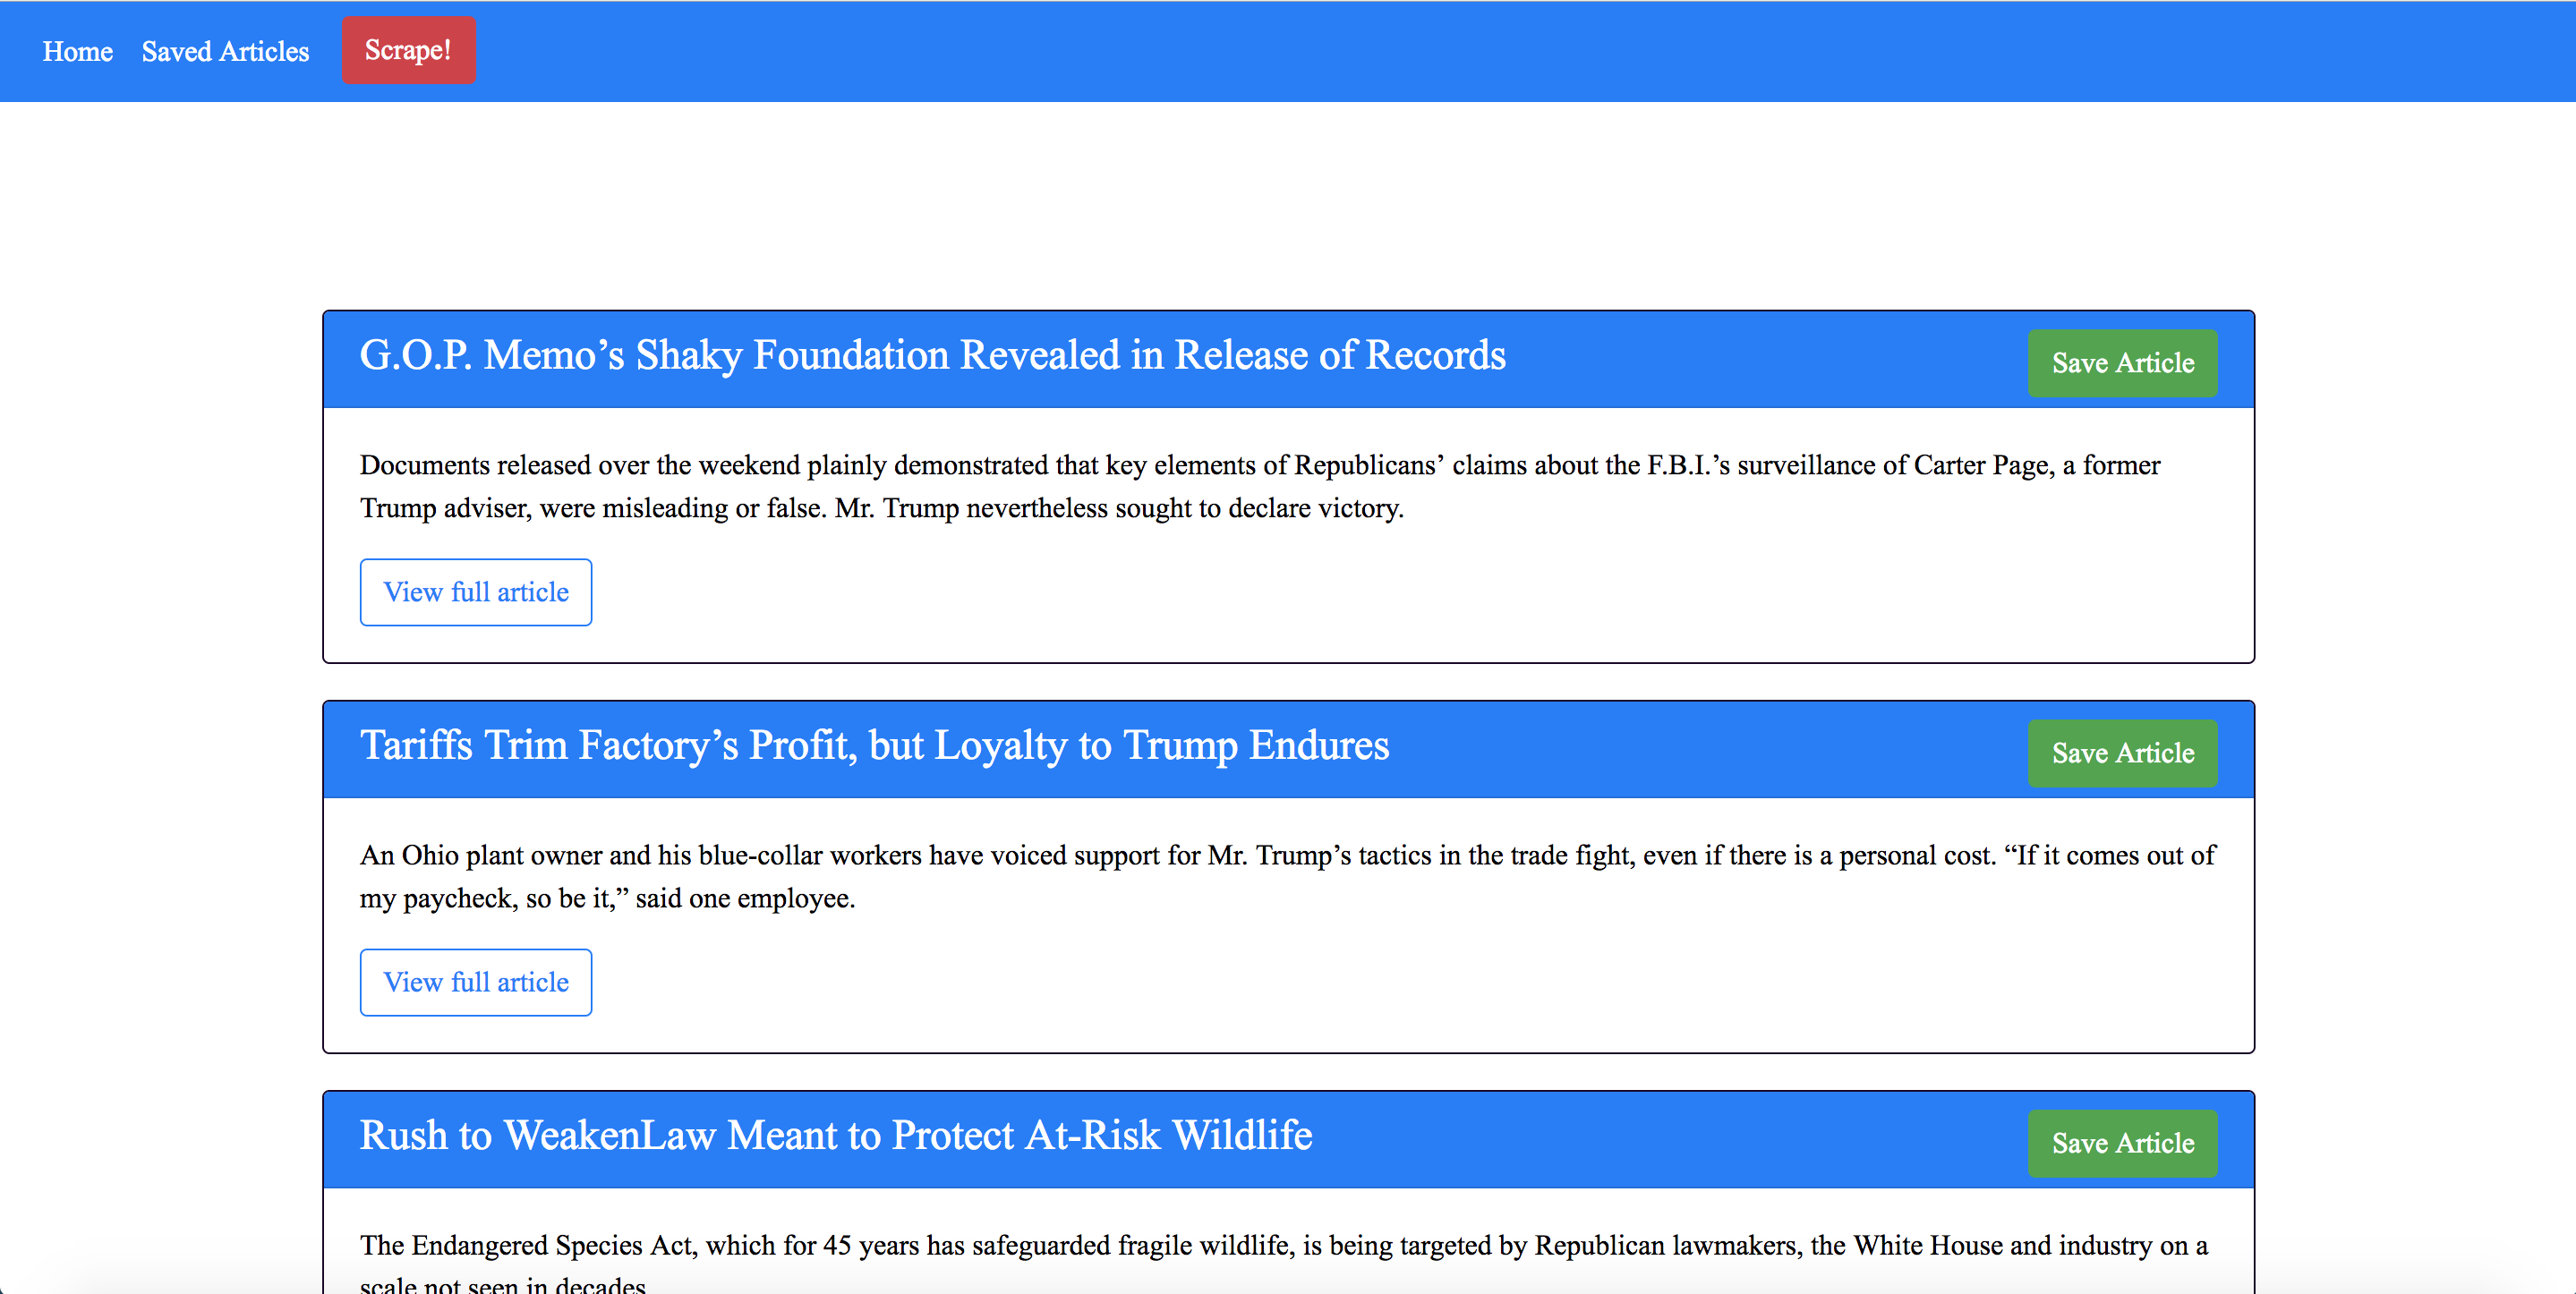 Home Saved Articles Scrape!
G.O.P. Memo’s Shaky Foundation Revealed in Release of Records Save Article
Documents released over the weekend plainly demonstrated that key elements of Republicans’ claims about the F.B.I.’s surveillance of Carter Page, a former
Trump adviser, were misleading or false. Mr. Trump nevertheless sought to declare victory.
View full article
Tariffs Trim Factory’s Profit, but Loyalty to Trump Endures Save Article
An Ohio plant owner and his blue-collar workers have voiced support for Mr. Trump’s tactics in the trade fight, even if there is a personal cost. “If it comes out of
my paycheck, so be it,” said one employee.
View full article
Rush to WeakenLaw Meant to Protect At-Risk Wildlife Save Article
The Endangered Species Act, which for 45 years has safeguarded fragile wildlife, is being targeted by Republican lawmakers, the White House and industry on a
scale not seen in decades